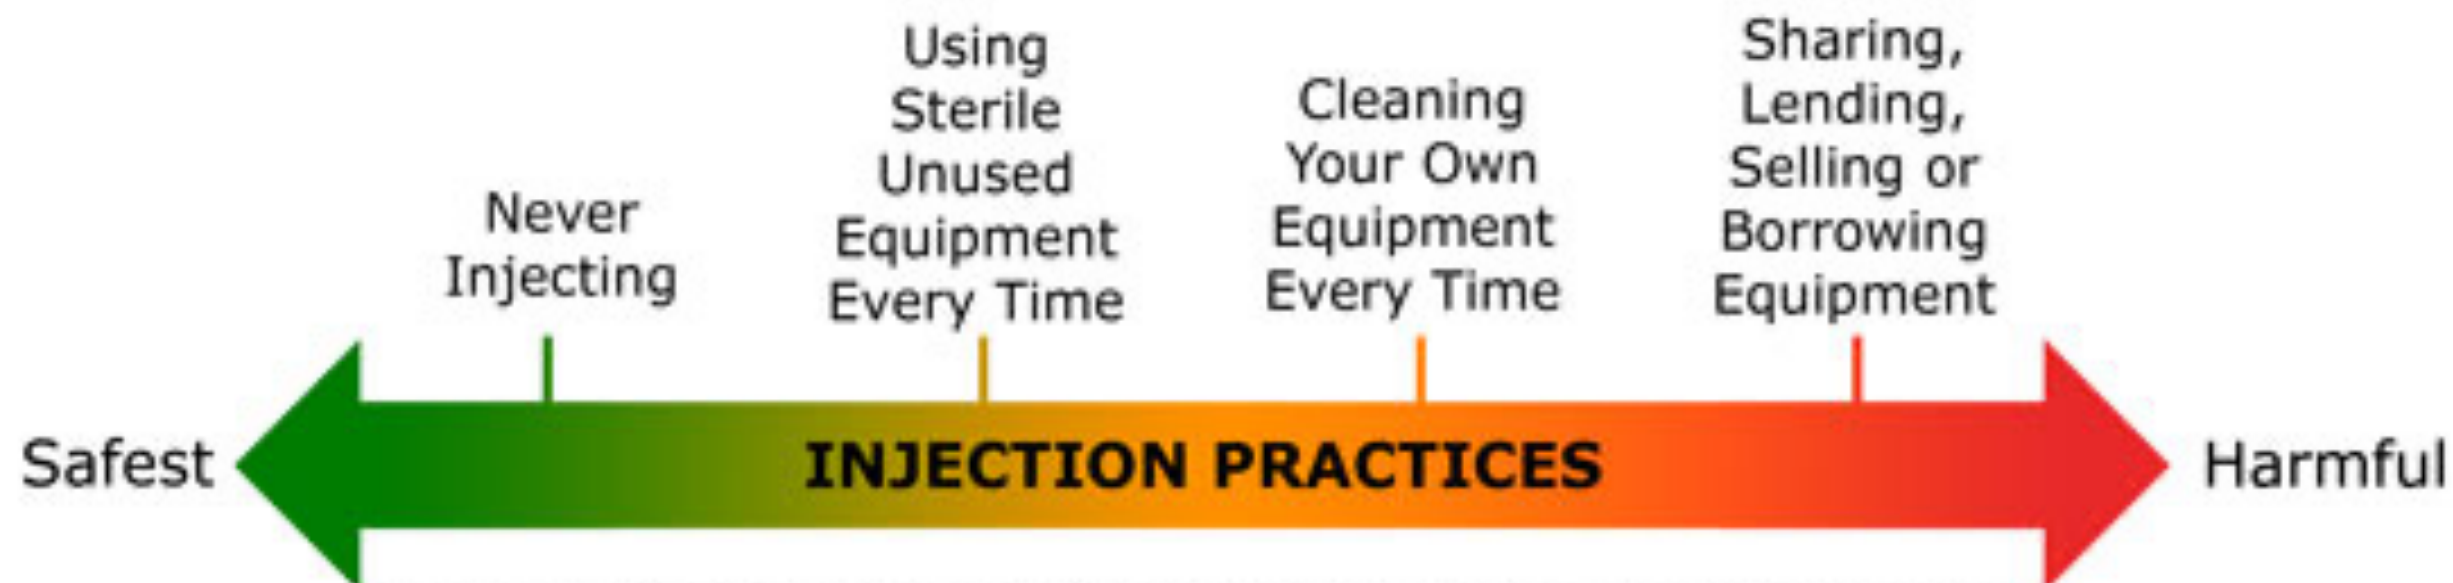 Never
Injecting
Using
Sterile
Unused
Equipment
Every Time
Cleaning
Your Own
Equipment
Every Time
Sharing,
Lending,
Selling or
Borrowing
Equipment
Safest
INJECTION PRACTICES
Harmful